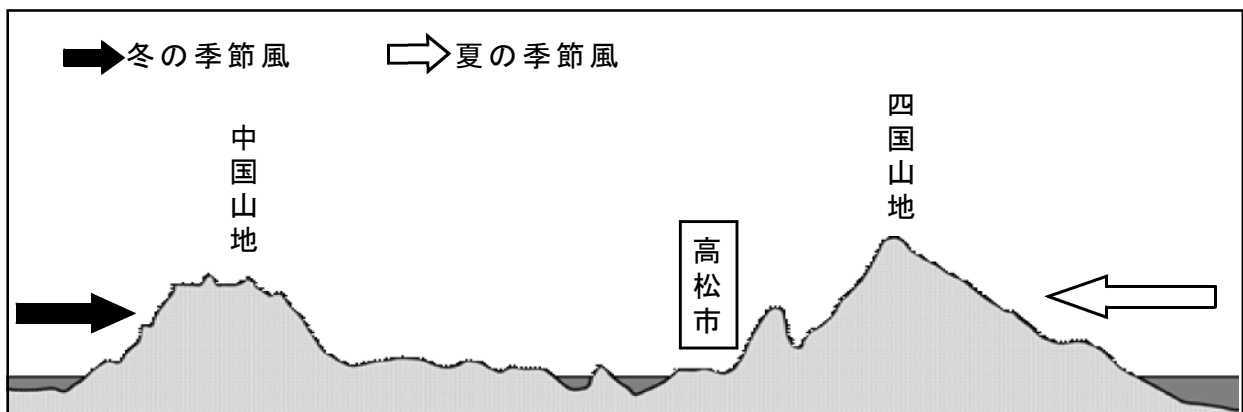 冬の季節風
夏の季節風
中国山地
高松市
四国山地